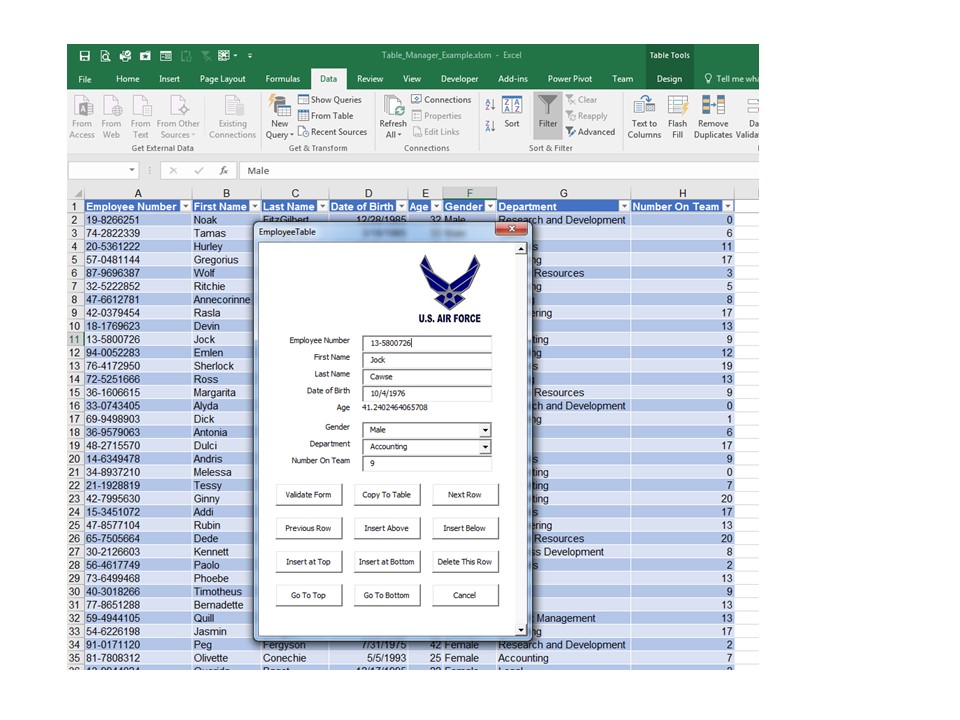 Table_Manager_Example.xlsm - Excel Table Tools
File Home Insert Page Layout Formulas Data Review View Developer Add-ins Power Pivot Team Design Tell me wha
From Access From Web From Text From Other Sources Existing Connections New Query Show Queries From Table Recent Sources Refresh All Connections Properties Edit Links Sort Filter Clear Reapply Advanced Text to Columns Flash Fill Remove Duplicates Da Valida
Get External Data Get & Transform Connections Sort & Filter
fx Male
A B C D E F G H
1 Employee Number First Name Last Name Date of Birth Age Gender Department Number On Team
2 19-8266251 Noak FitzGilbert 12/28/1985 32 Male Research and Development 0
3 74-2822339 Tamas 6
4 20-5361222 Hurley s 11
5 57-0481144 Gregorius ng 17
6 87-9696387 Wolf Resources 3
7 32-5222852 Ritchie ng 5
8 47-6612781 Annecorinne 8
9 42-0379454 Rasla ering 17
10 18-1769623 Devin 13
11 13-5800726 Jock ting 9
12 94-0052283 Emlen ng 12
13 76-4172950 Sherlock s 19
14 72-5251666 Ross 13
15 36-1606615 Margarita Resources 9
16 33-0743405 Alyda ch and Development 0
17 69-9498903 Dick ng 1
18 36-9579063 Antonia 6
19 48-2715570 Dulci 17
20 14-6349478 Andris s 9
21 34-8937210 Melessa ting 0
22 21-1928819 Tessy ting 7
23 42-7995630 Ginny ting 20
24 15-3451072 Addi s 17
25 47-8577104 Rubin ering 13
26 65-7505664 Dede Resources 20
27 30-2126603 Kennett ss Development 8
28 56-4617749 Paolo s 2
29 73-6499468 Phoebe 13
30 40-3018266 Timotheus 9
31 77-8651288 Bernadette 13
32 59-4944105 Quill t Management 13
33 54-6226198 Jasmin ng 17
34 91-0171120 Peg Fergyson 7/31/1975 42 Female Research and Development 2
35 81-7808312 Olivette Conechie 5/5/1993 25 Female Accounting 7
EmployeeTable
U.S. AIR FORCE
Employee Number 13-5800726
First Name Jock
Last Name Cawse
Date of Birth 10/4/1976
Age 41.2402464065708
Gender Male
Department Accounting
Number On Team 9
Validate Form Copy To Table Next Row
Previous Row Insert Above Insert Below
Insert at Top Insert at Bottom Delete This Row
Go To Top Go To Bottom Cancel